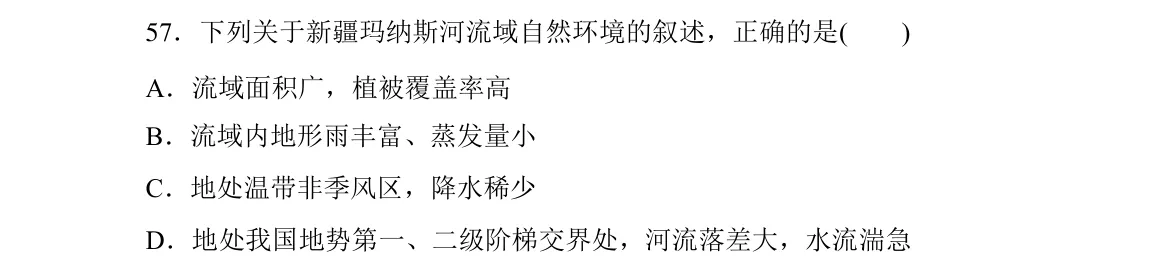 57．下列关于新疆玛纳斯河流域自然环境的叙述，正确的是(　　)
A．流域面积广，植被覆盖率高
B．流域内地形雨丰富、蒸发量小
C．地处温带非季风区，降水稀少
D．地处我国地势第一、二级阶梯交界处，河流落差大，水流湍急